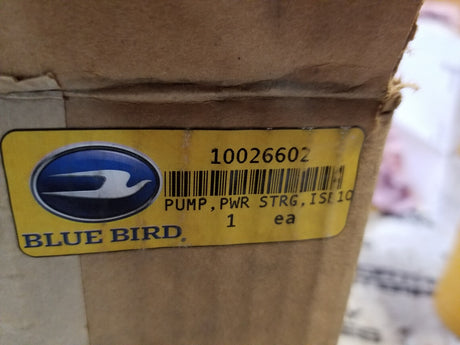 10026602
PUMP,PWR STRG,ISB10
1 ea
BLUE BIRD.